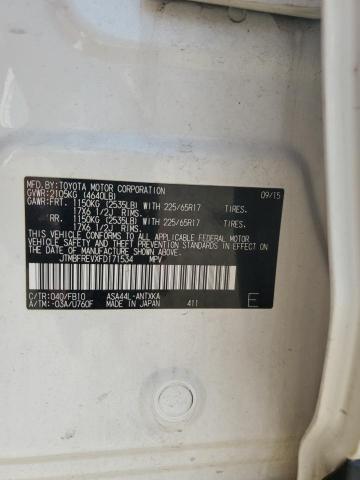 MFD.BY: TOYOTA MOTOR CORPORATION 09/15
GVWR:2105KG (4640LB)
GAWR:FRT. 1150KG (2535LB) WITH 225/65R17 TIRES.
17X6 1/2J RIMS.
RR. 1150KG (2535LB) WITH 225/65R17 TIRES.
17X6 1/2J RIMS.
THIS VEHICLE CONFORMS TO ALL APPLICABLE FEDERAL MOTOR
VEHICLE SAFETY, BUMPER, AND THEFT PREVENTION STANDARDS IN EFFECT
ON THE DATE OF MANUFACTURE SHOWN ABOVE.
JTMBFREVXFD171534 MPV
C/TR:040/FB10 ASA44L-ANTXKA
A/TM:-03A/U760F MADE IN JAPAN 411 E